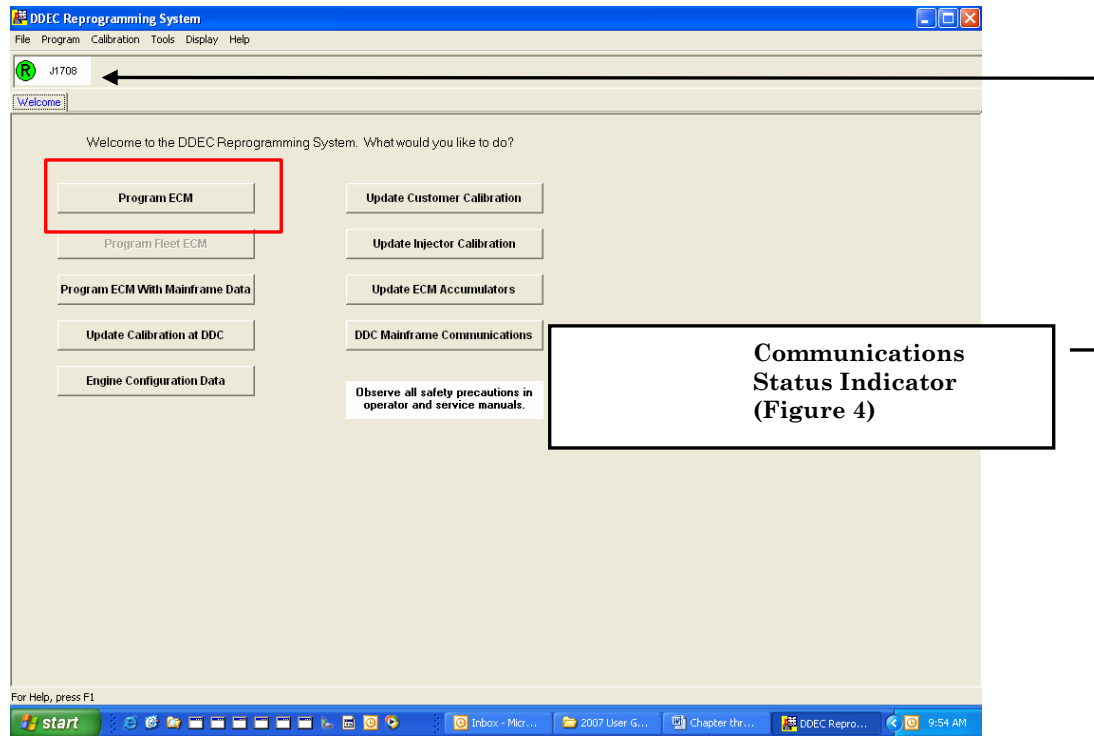 DDEC Reprogramming System
File Program Calibration Tools Display Help
R J1708
Welcome
Welcome to the DDEC Reprogramming System. What would you like to do?
Program ECM
Update Customer Calibration
Program Fleet ECM
Update Injector Calibration
Program ECM With Mainframe Data
Update ECM Accumulators
Update Calibration at DDC
DDC Mainframe Communications
Engine Configuration Data
Observe all safety precautions in
operator and service manuals.
Communications
Status Indicator
(Figure 4)
For Help, press F1
start Inbox - Micr... 2007 User G... Chapter thr... DDEC Repro... 9:54 AM